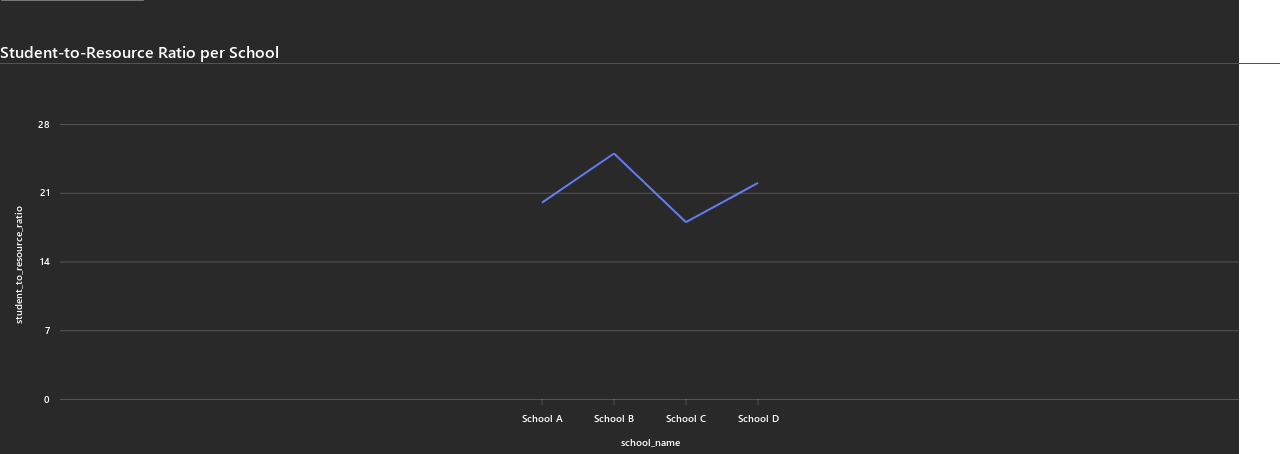 Student-to-Resource Ratio per School
28
21
14
7
0
student_to_resource_ratio
School A
School B
School C
School D
school_name